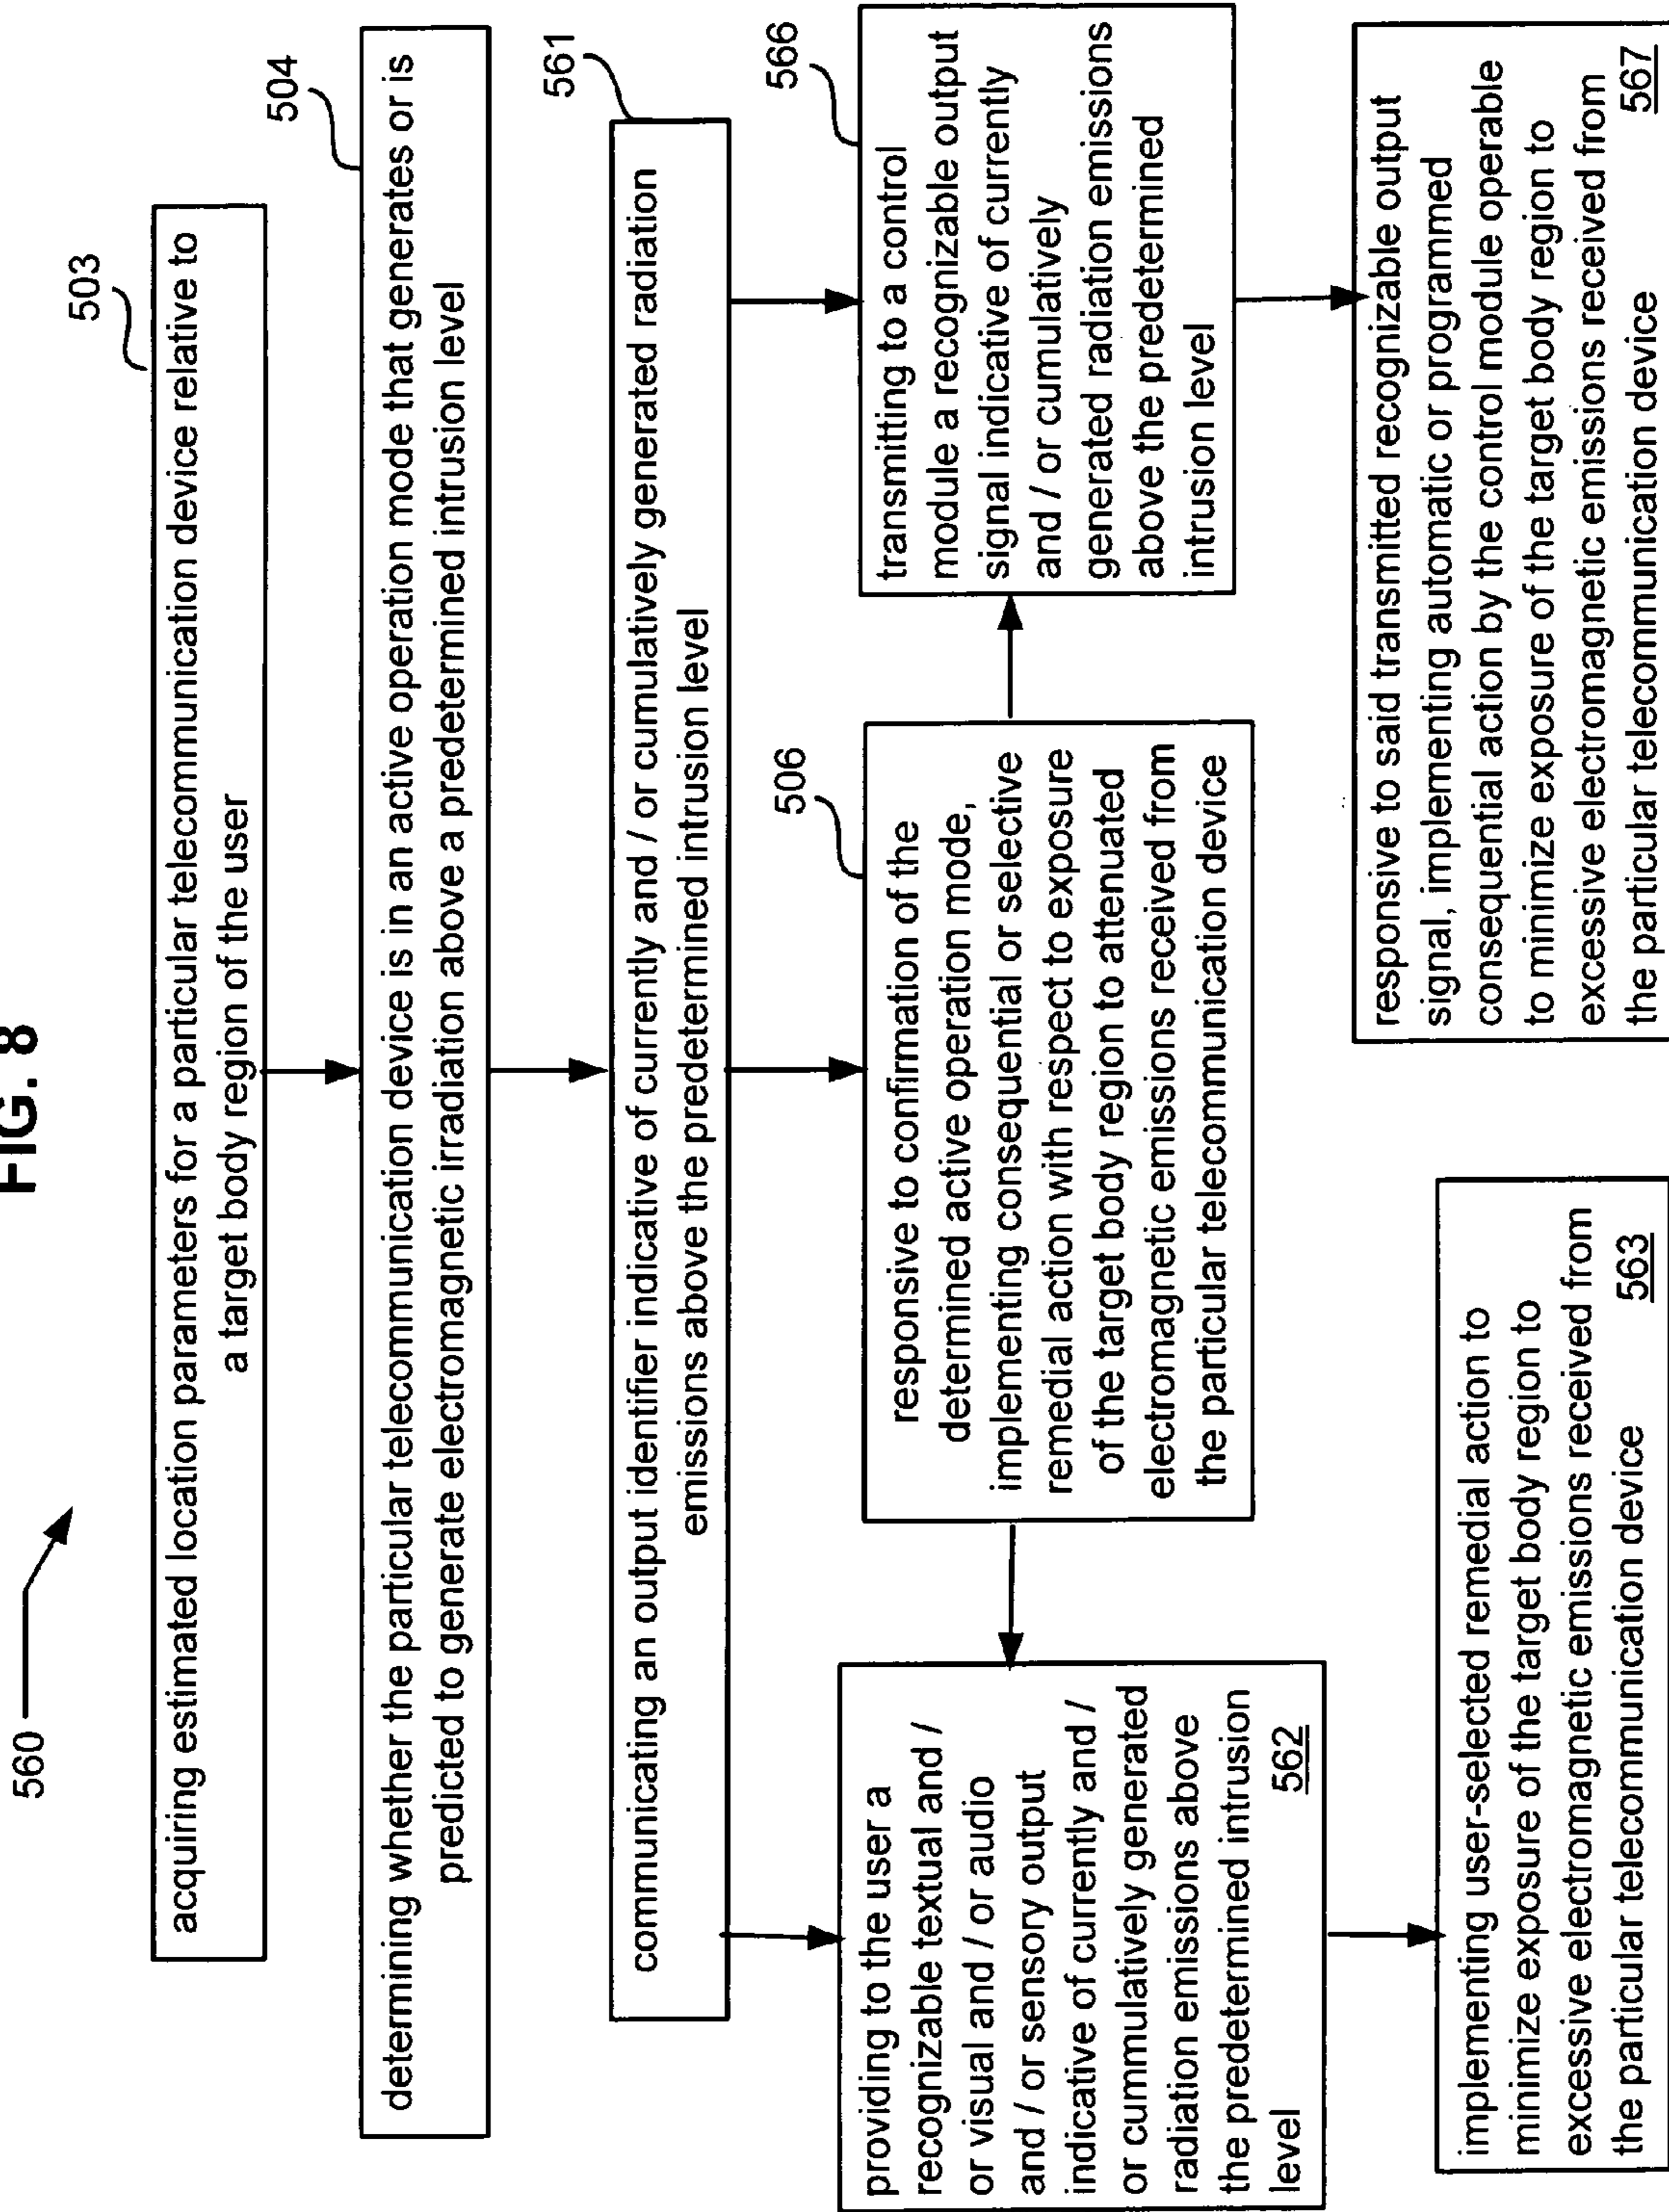 FIG. 8
560
503
acquiring estimated location parameters for a particular telecommunication device relative to
a target body region of the user
504
determining whether the particular telecommunication device is in an active operation mode that generates or is
predicted to generate electromagnetic irradiation above a predetermined intrusion level
561
communicating an output identifier indicative of currently and / or cumulatively generated radiation
emissions above the predetermined intrusion level
providing to the user a
recognizable textual and /
or visual and / or audio
and / or sensory output
indicative of currently and /
or cummulatively generated
radiation emissions above
the predetermined intrusion
level
562
506
responsive to confirmation of the
determined active operation mode,
implementing consequential or selective
remedial action with respect to exposure
of the target body region to attenuated
electromagnetic emissions received from
the particular telecommunication device
566
transmitting to a control
module a recognizable output
signal indicative of currently
and / or cumulatively
generated radiation emissions
above the predetermined
intrusion level
implementing user-selected remedial action to
minimize exposure of the target body region to
excessive electromagnetic emissions received from
the particular telecommunication device
563
responsive to said transmitted recognizable output
signal, implementing automatic or programmed
consequential action by the control module operable
to minimize exposure of the target body region to
excessive electromagnetic emissions received from
the particular telecommunication device
567